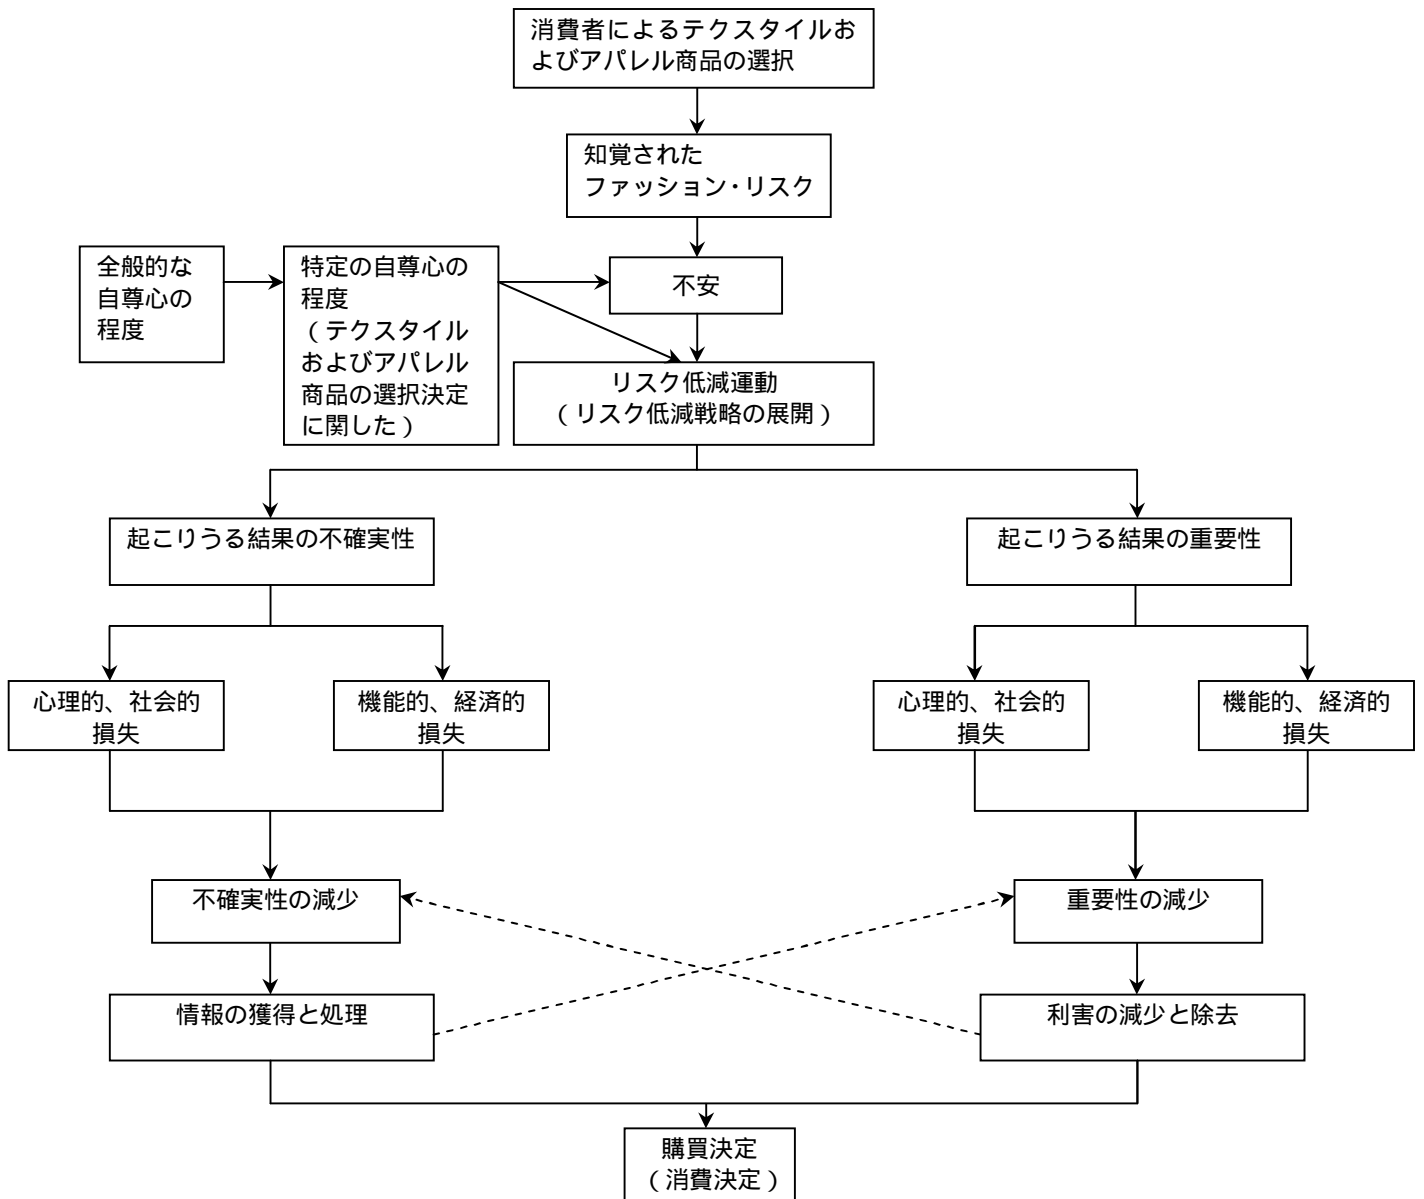 消費者によるテクスタイルお
よびアパレル商品の選択
知覚された
ファッション・リスク
全般的な
自尊心の
程度
特定の自尊心の
程度
（テクスタイル
およびアパレル
商品の選択決定
に関した）
不安
リスク低減運動
（リスク低減戦略の展開）
起こりうる結果の不確実性
起こりうる結果の重要性
心理的、社会的
損失
機能的、経済的
損失
心理的、社会的
損失
機能的、経済的
損失
不確実性の減少
重要性の減少
情報の獲得と処理
利害の減少と除去
購買決定
（消費決定）